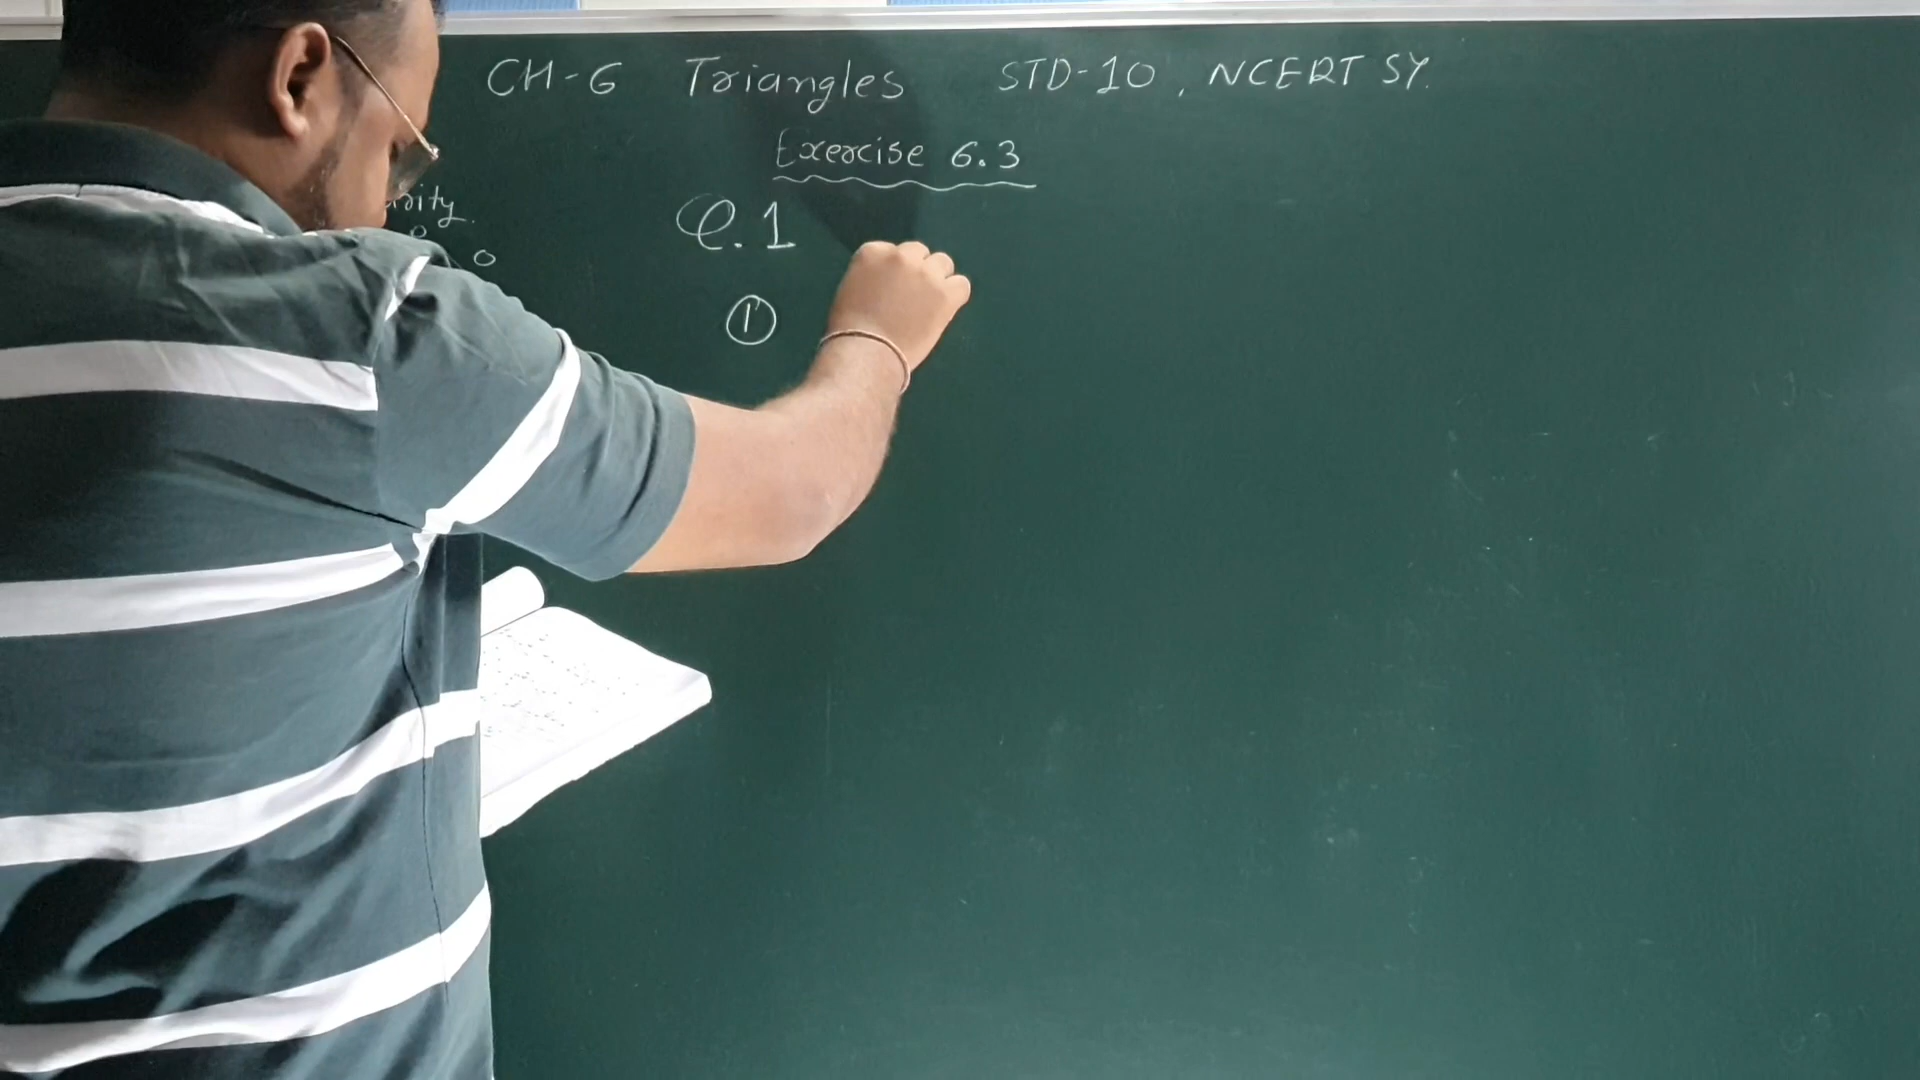 CH-6 Triangles STD-10, NCERT SY.
Exercise 6.3
Q.1
①